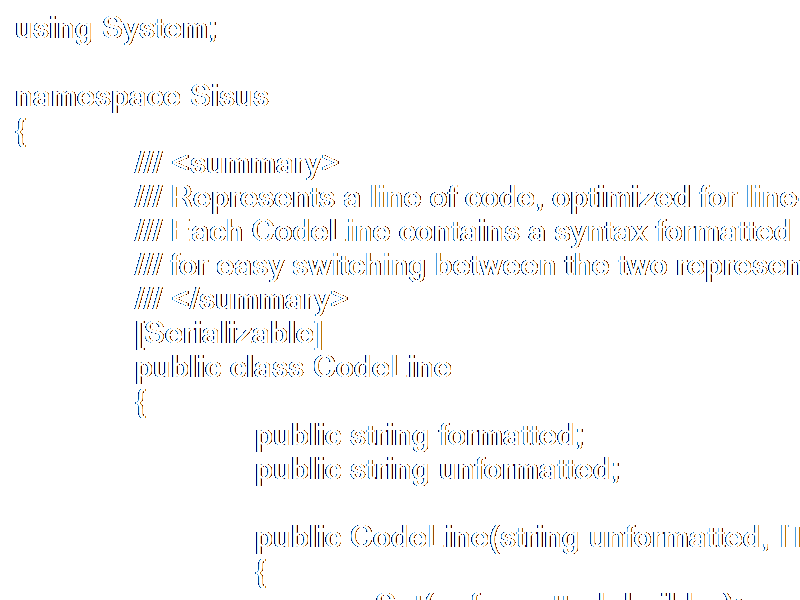 using System;
namespace Sisus
{
/// <summary>
/// Represents a line of code, optimized for line
/// Each CodeLine contains a syntax formatted
/// for easy switching between the two represen
/// </summary>
[Serializable]
public class CodeLine
{
public string formatted;
public string unformatted;
public CodeLine(string unformatted,
{